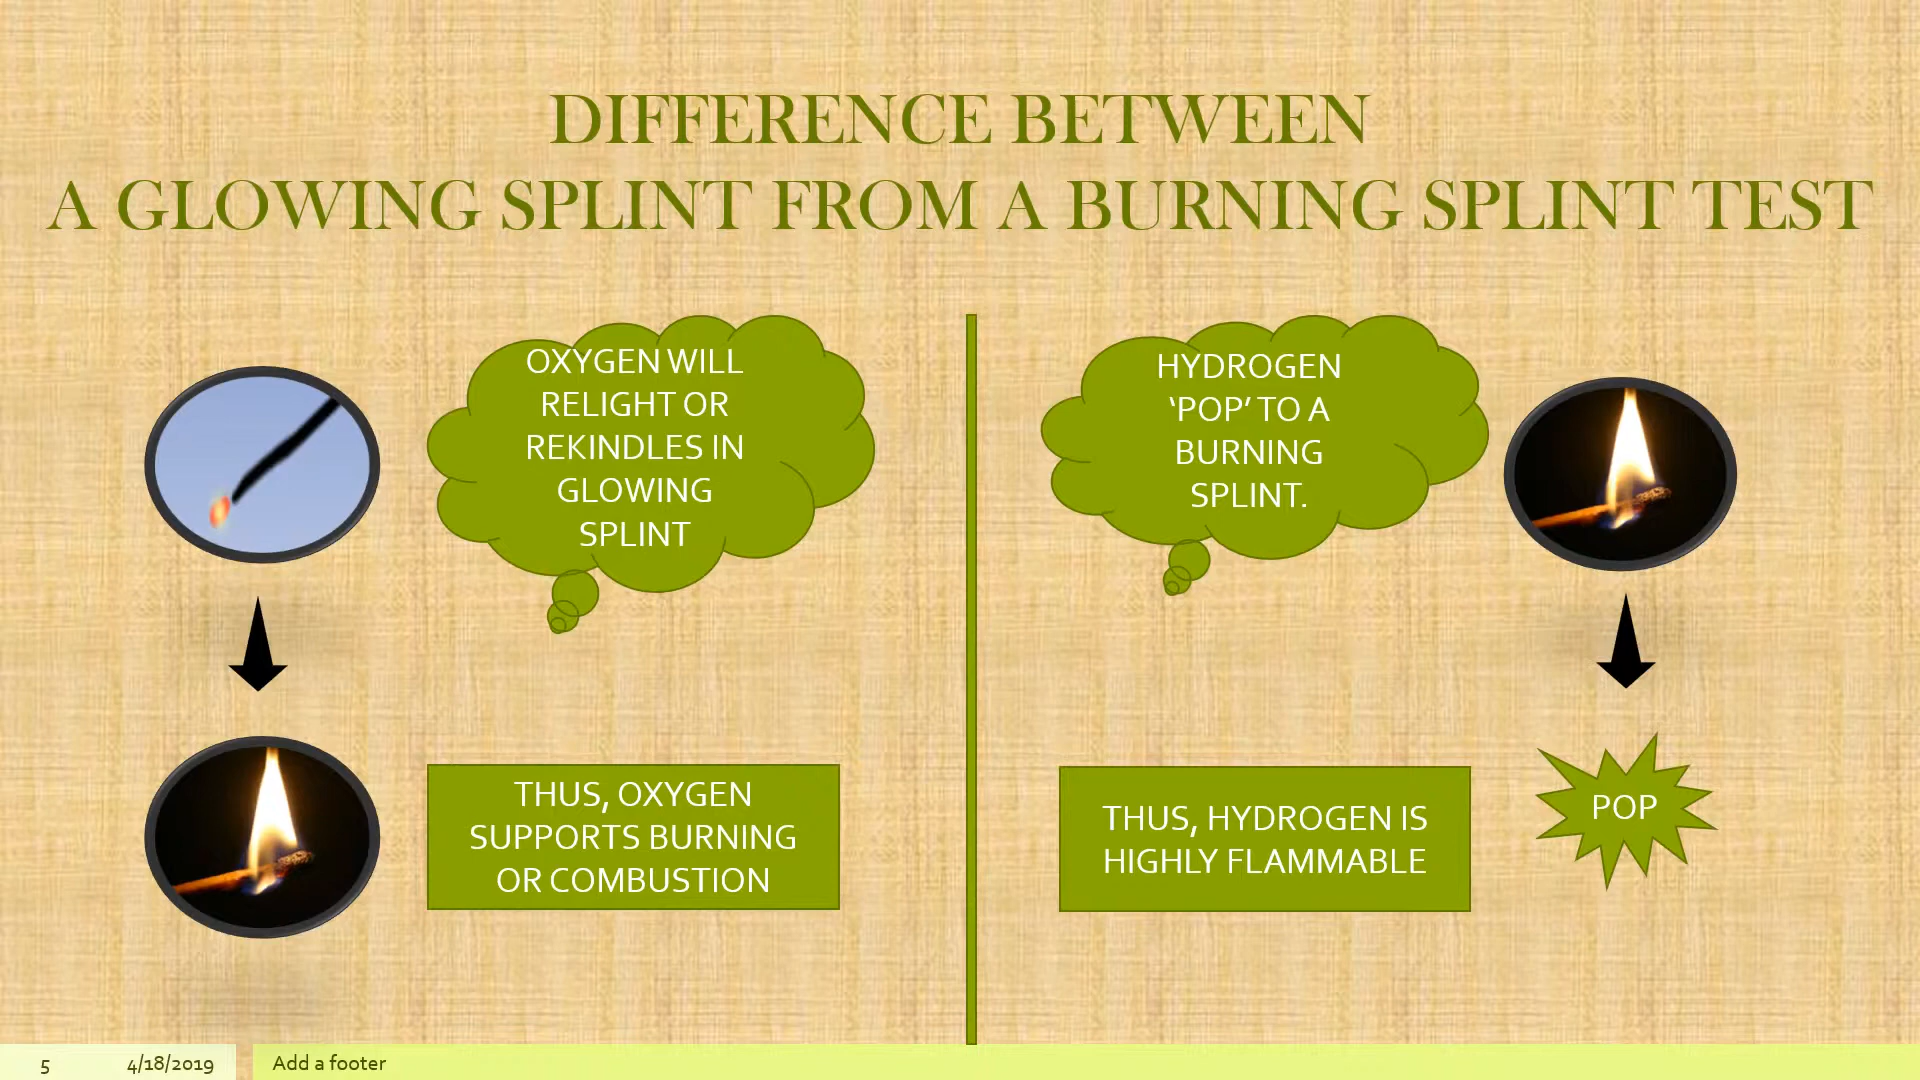 DIFFERENCE BETWEEN
A GLOWING SPLINT FROM A BURNING SPLINT TEST
OXYGEN WILL
RELIGHT OR
REKINDLES IN
GLOWING
SPLINT
HYDROGEN
‘POP’ TO A
BURNING
SPLINT.
THUS, OXYGEN
SUPPORTS BURNING
OR COMBUSTION
THUS, HYDROGEN IS
HIGHLY FLAMMABLE
POP
5
4/18/2019
Add a footer